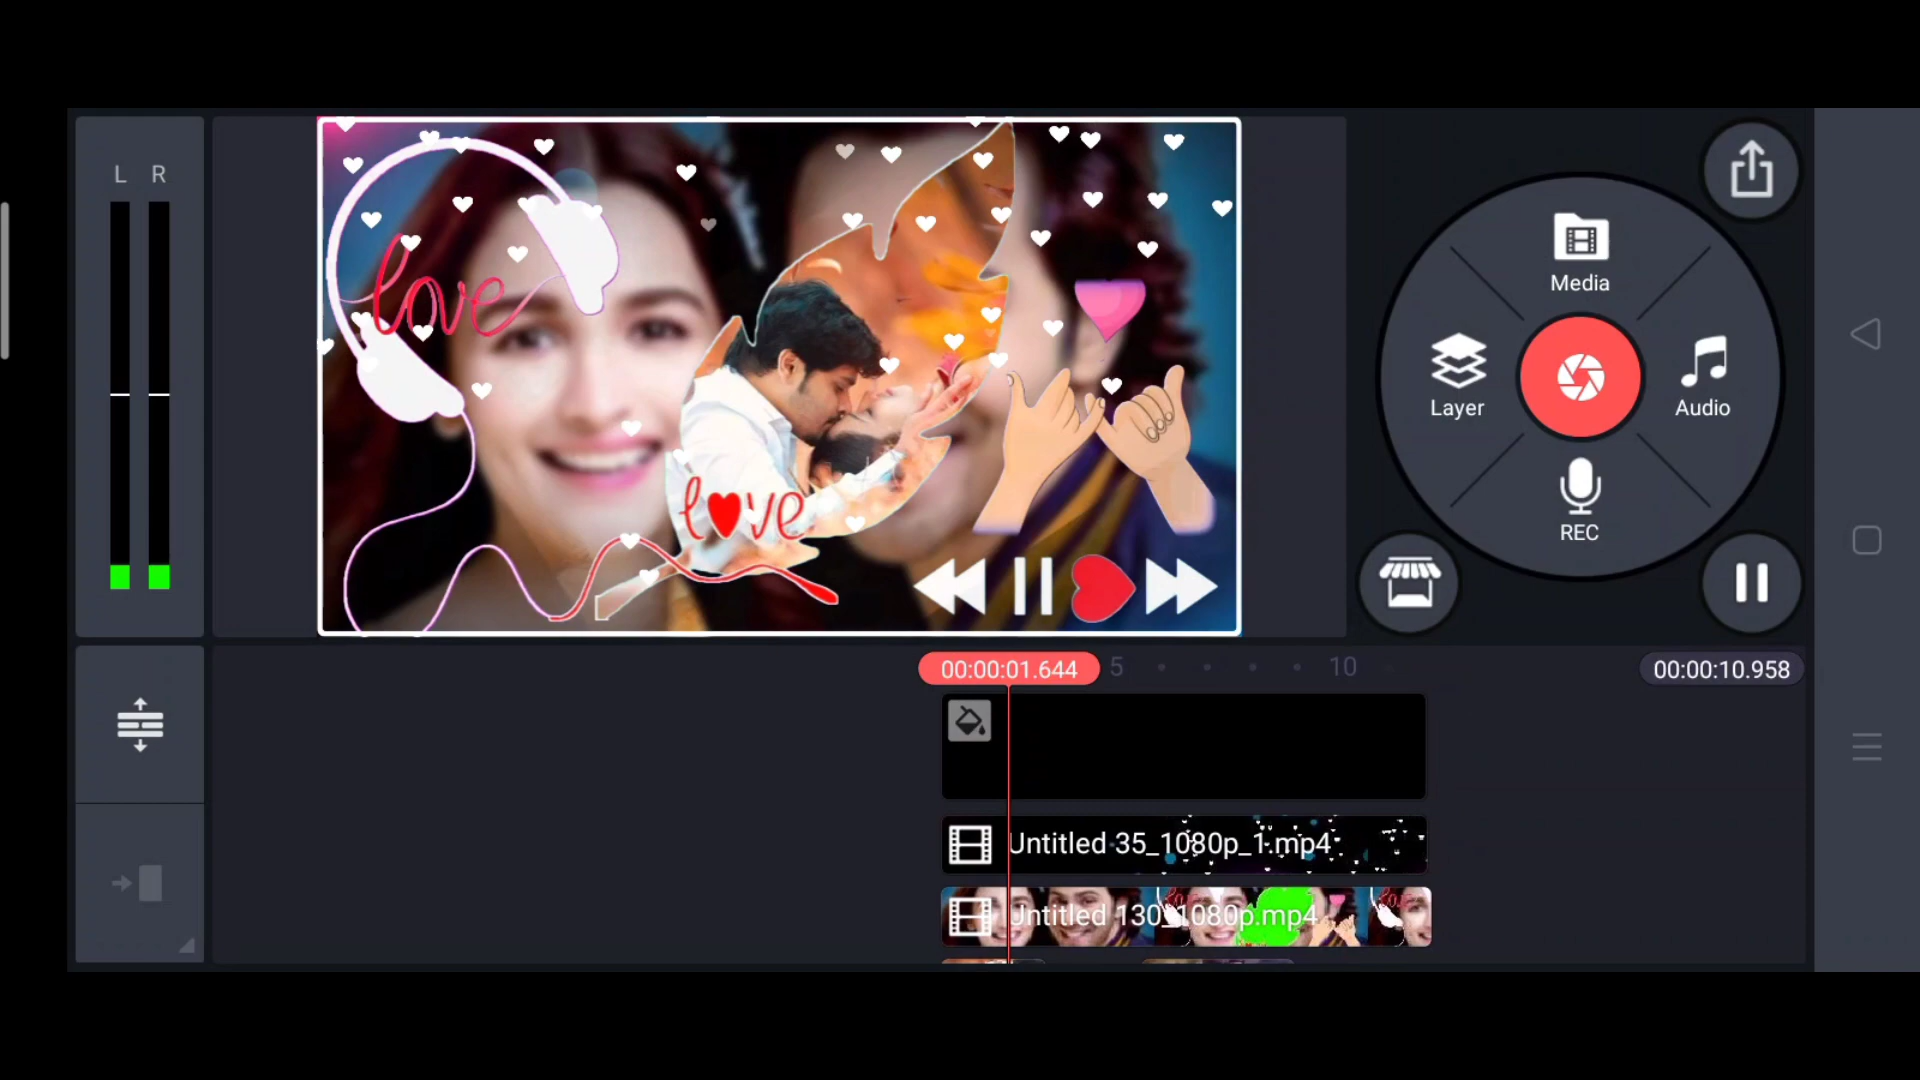 L R
love
love
Media
Layer
Audio
REC
00:00:01.644 5 10 00:00:10.958
Untitled 35_1080p_1.mp4
Untitled 130_1080p.mp4